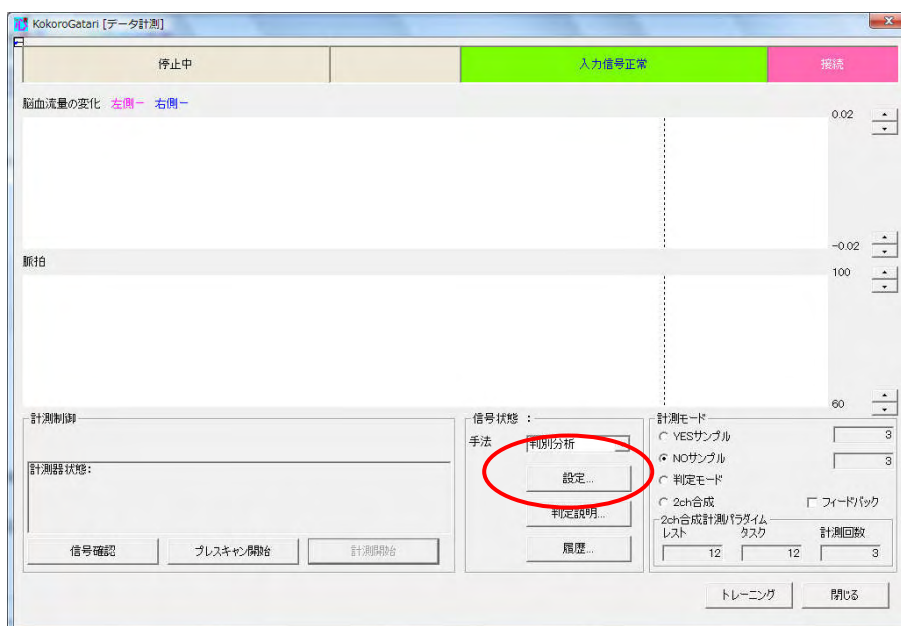 KokoroGatari [データ計測]
停止中
入力信号正常
接続
脳血流量の変化 左側ー 右側ー
0.02
-0.02
脈拍
100
60
計測制御
計測器状態:
信号確認
プレスキャン開始
計測開始
信号状態 :
手法 判別分析
設定...
判定説明...
履歴...
計測モード
YESサンプル 3
NOサンプル 3
判定モード
2ch合成 フィードバック
2ch合成計測パラダイム
レスト タスク 計測回数
12 12 3
トレーニング
閉じる